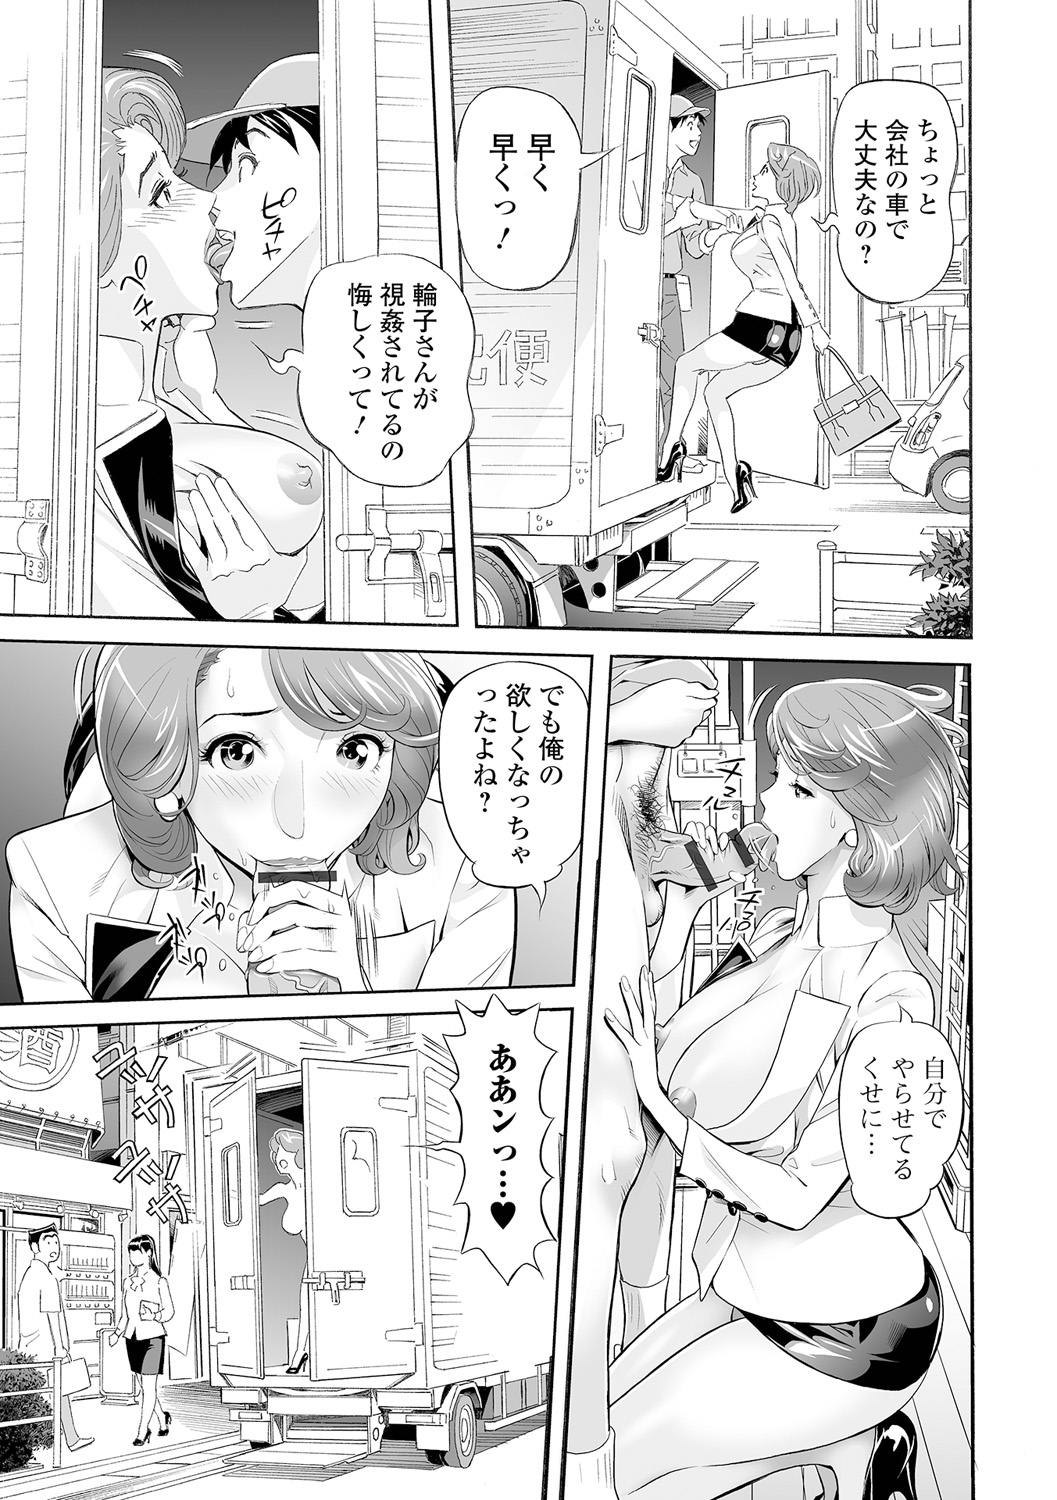 ちょっと
会社の車で
大丈夫なの?
早く
早くっ!
配便
輪子さんが
視姦されてるの
悔しくって!
自分で
やらせてる
くせに…
でも俺の
欲しくなっちゃ
ったよね?
ああンっ…♥
酒